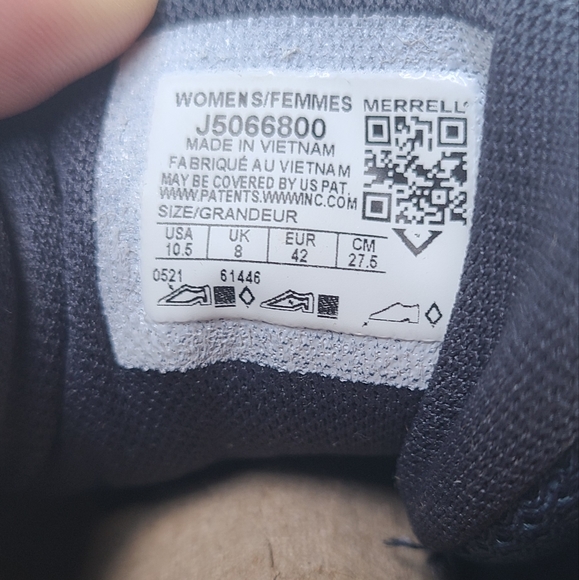 WOMENS/FEMMES MERRELL
J5066800
MADE IN VIETNAM
FABRIQUÉ AU VIETNAM
MAY BE COVERED BY US PAT.
WWW.PATENTS.WWWINC.COM
SIZE/GRANDEUR
USA UK EUR CM
10.5 8 42 27.5
0521 61446